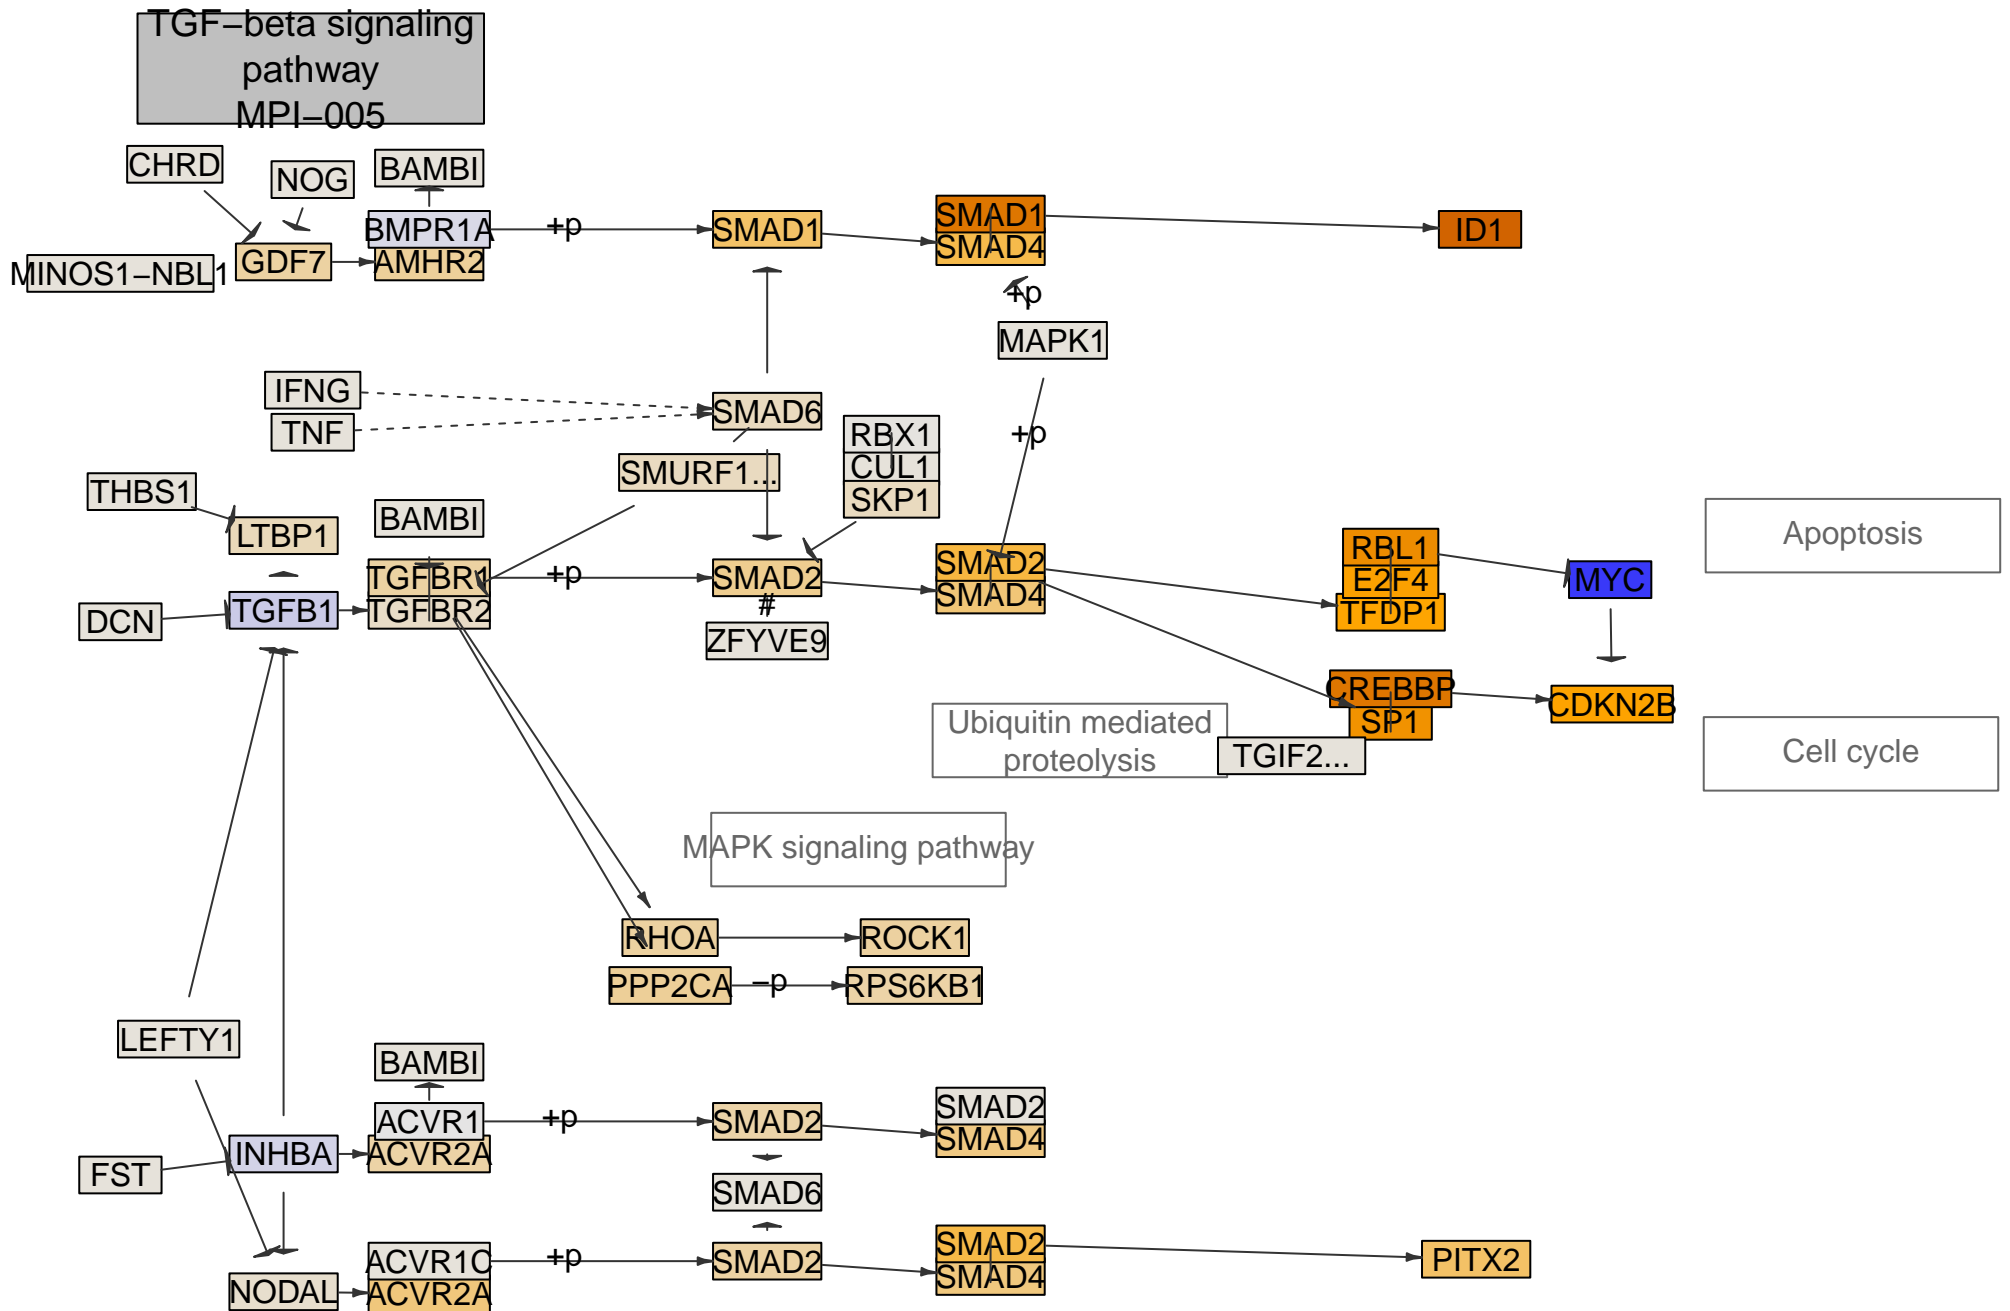 TGF−beta signaling
pathway
MPI−005
CHRD
NOG
BAMBI
BMPR1A
+p
SMAD1
SMAD1
SMAD4
ID1
MINOS1−NBL1
GDF7
AMHR2
+p
MAPK1
IFNG
TNF
SMAD6
RBX1
CUL1
SKP1
+p
SMURF1...
THBS1
LTBP1
BAMBI
TGFBR1
TGFBR2
+p
SMAD2
#
ZFYVE9
SMAD2
SMAD4
RBL1
E2F4
TFDP1
MYC
Apoptosis
DCN
TGFB1
CREBBP
SP1
CDKN2B
Ubiquitin mediated
proteolysis
TGIF2...
Cell cycle
MAPK signaling pathway
RHOA
ROCK1
PPP2CA
−p
RPS6KB1
LEFTY1
BAMBI
ACVR1
ACVR2A
+p
SMAD2
SMAD2
SMAD4
INHBA
FST
SMAD6
ACVR1C
ACVR2A
+p
SMAD2
SMAD2
SMAD4
PITX2
NODAL